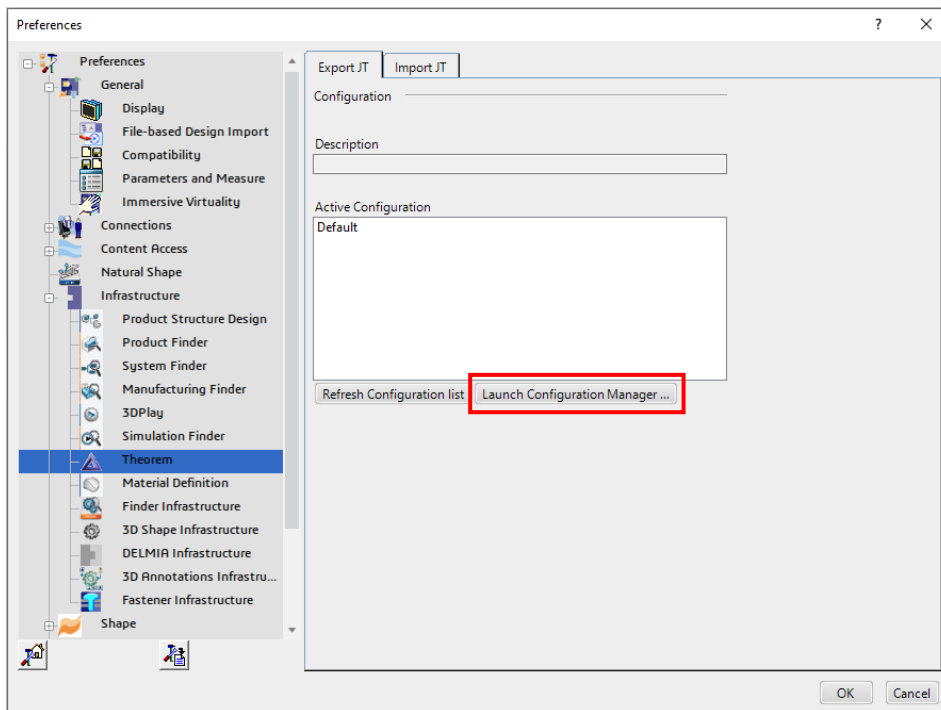 Preferences
?
Preferences
General
Display
File-based Design Import
Compatibility
Parameters and Measure
Immersive Virtuality
Connections
Content Access
Natural Shape
Infrastructure
Product Structure Design
Product Finder
System Finder
Manufacturing Finder
3DPlay
Simulation Finder
Theorem
Material Definition
Finder Infrastructure
3D Shape Infrastructure
DELMIA Infrastructure
3D Annotations Infrastru...
Fastener Infrastructure
Shape
Export JT Import JT
Configuration
Description
Active Configuration
Default
Refresh Configuration list Launch Configuration Manager ...
OK Cancel